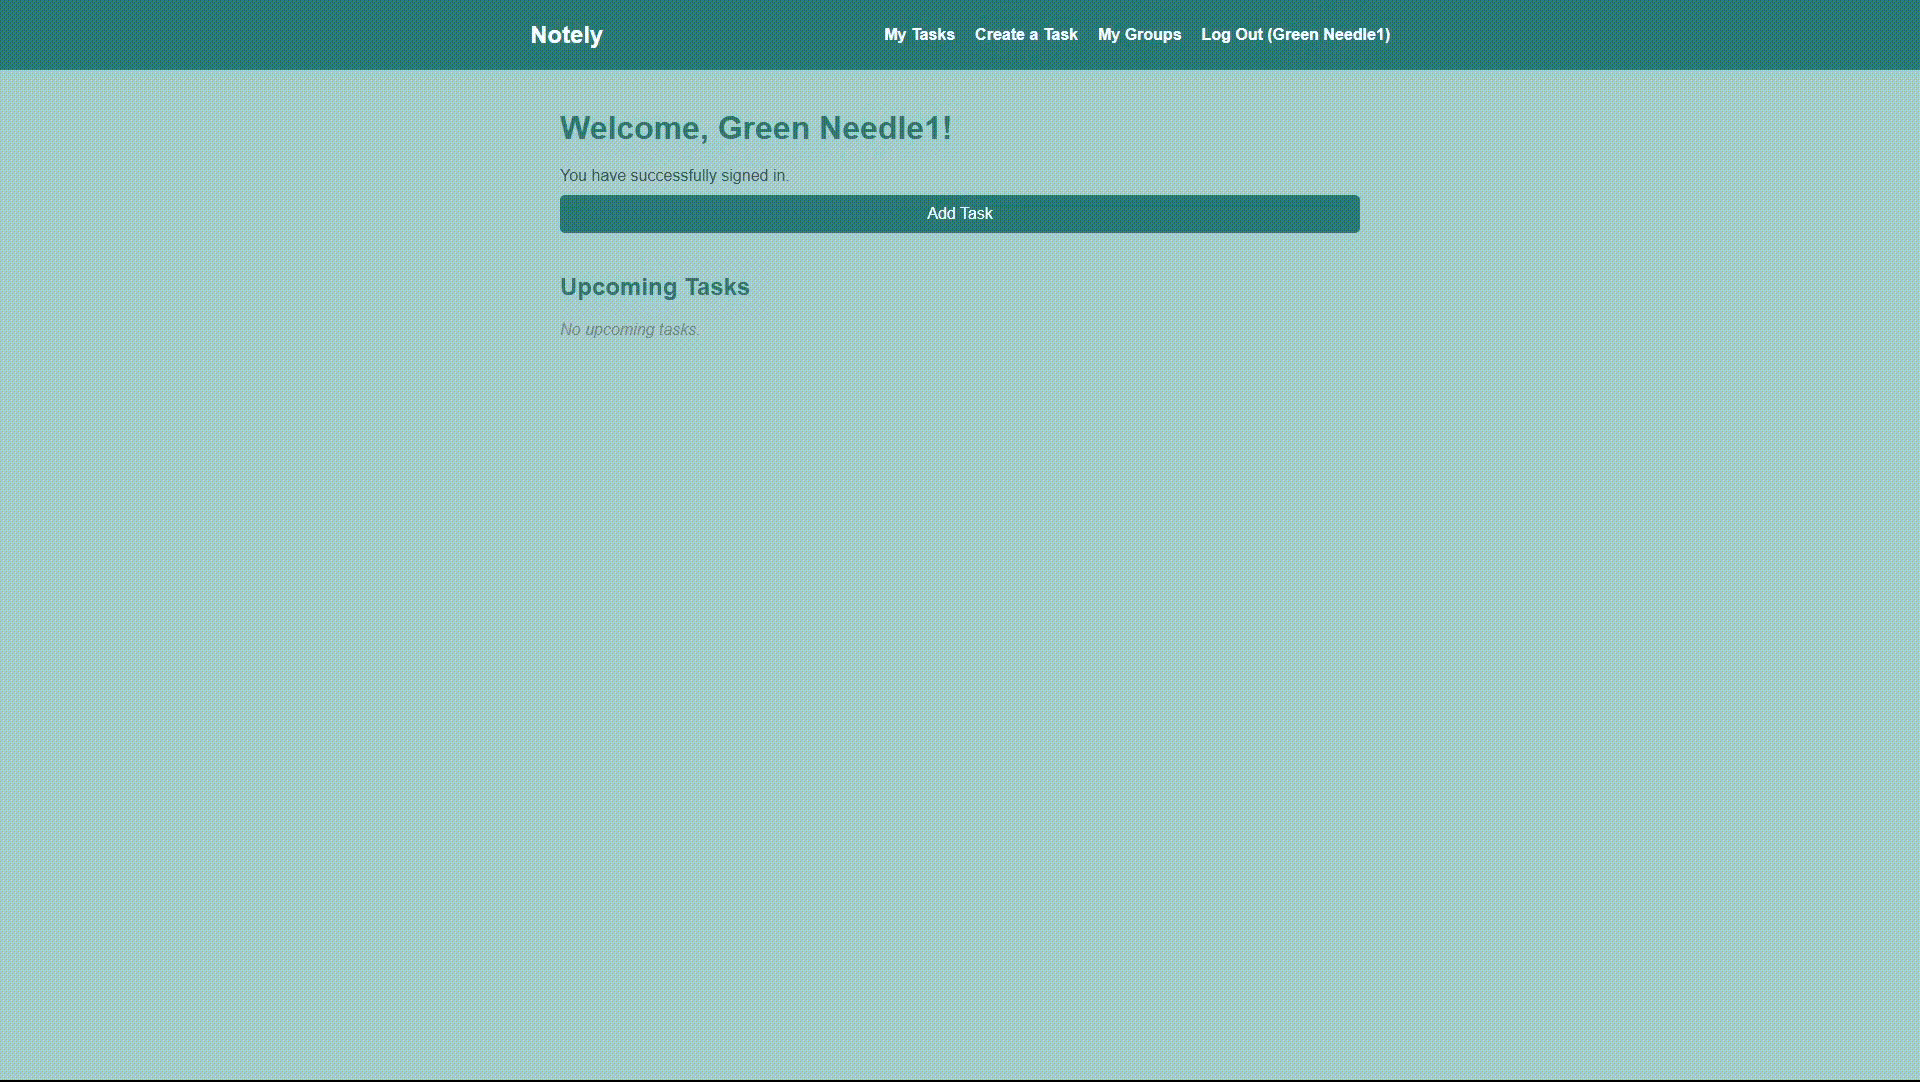 Notely
My Tasks
Create a Task
My Groups
Log Out (Green Needle1)
Welcome, Green Needle1!
You have successfully signed in.
Add Task
Upcoming Tasks
No upcoming tasks.